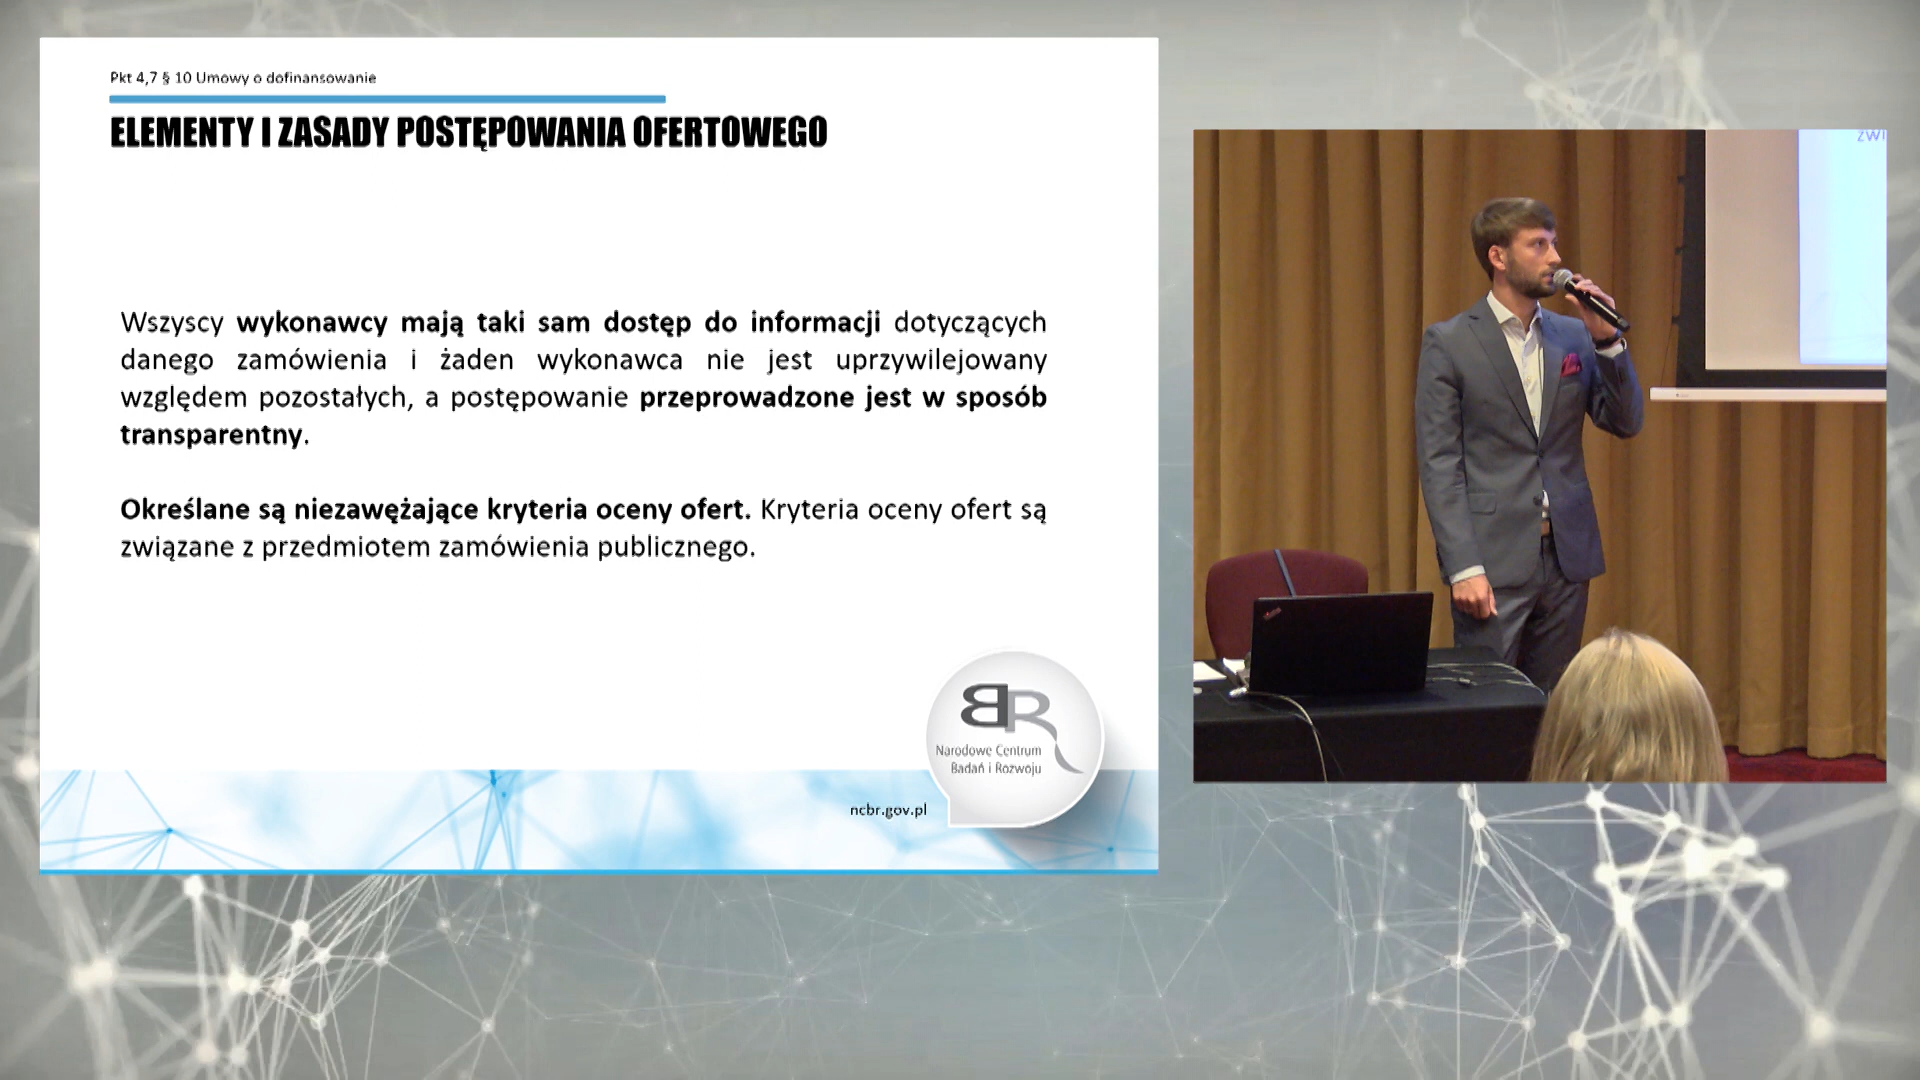 Pkt 4,7 § 10 Umowy o dofinansowanie
ELEMENTY I ZASADY POSTĘPOWANIA OFERTOWEGO
Wszyscy wykonawcy mają taki sam dostęp do informacji dotyczących
danego zamówienia i żaden wykonawca nie jest uprzywilejowany
względem pozostałych, a postępowanie przeprowadzone jest w sposób
transparentny.
Określane są niezawężające kryteria oceny ofert. Kryteria oceny ofert są
związane z przedmiotem zamówienia publicznego.
BR
Narodowe Centrum
Badań i Rozwoju
ncbr.gov.pl